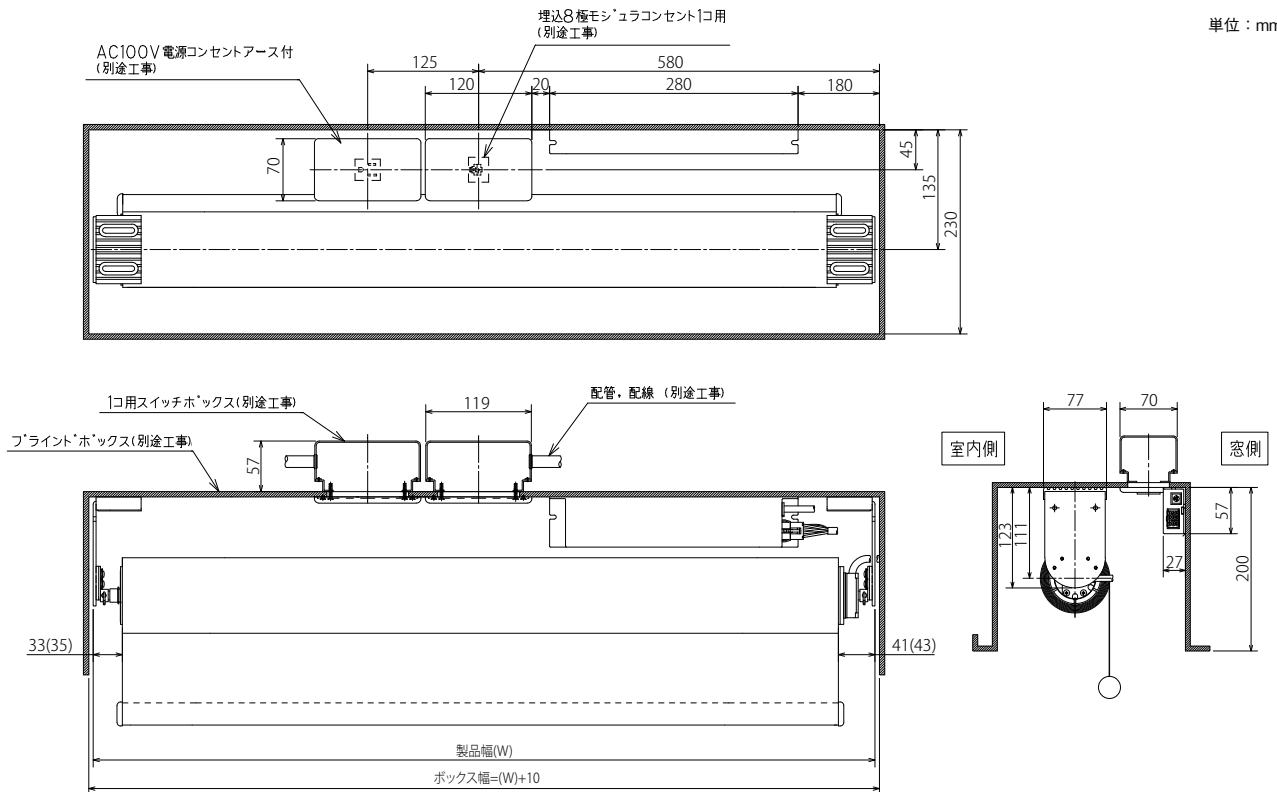 単位：mm
埋込8極モジュラコンセント1コ用
(別途工事)
AC100V電源コンセントアース付
(別途工事)
125
580
120
20
280
180
70
45
135
230
1コ用スイッチボックス(別途工事)
119
配管，配線 (別途工事)
ブラインドボックス(別途工事)
57
77
70
室内側
窓側
123
111
57
27
200
33(35)
41(43)
製品幅(W)
ボックス幅=(W)+10